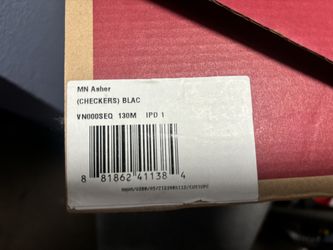 MN Asher
(CHECKERS) BLAC
VN000SEQ 130M IPD 1
8 81862 41138 4